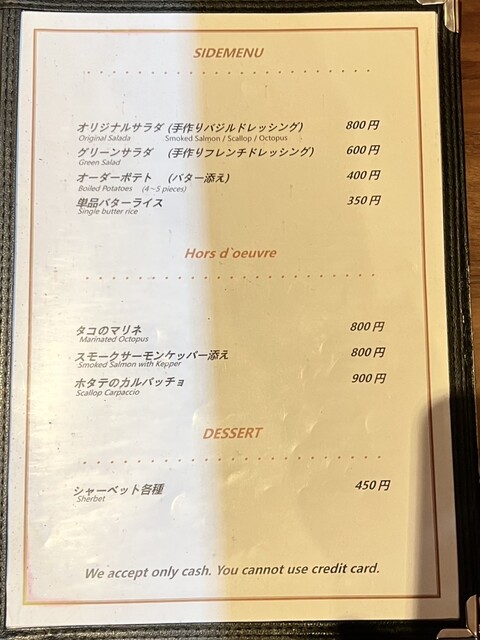 SIDEMENU
オリジナルサラダ (手作りバジルドレッシング) 800円
Original Salada Smoked Salmon / Scallop / Octopus
グリーンサラダ (手作りフレンチドレッシング) 600円
Green Salad
オーダーポテト (バター添え) 400円
Boiled Potatoes (4~5 pieces)
単品バターライス 350円
Single butter rice
Hors d`oeuvre
タコのマリネ 800円
Marinated Octopus
スモークサーモンケッパー添え 800円
Smoked Salmon with Kepper
ホタテのカルパッチョ 900円
Scallop Carpaccio
DESSERT
シャーベット各種 450円
Sherbet
We accept only cash. You cannot use credit card.